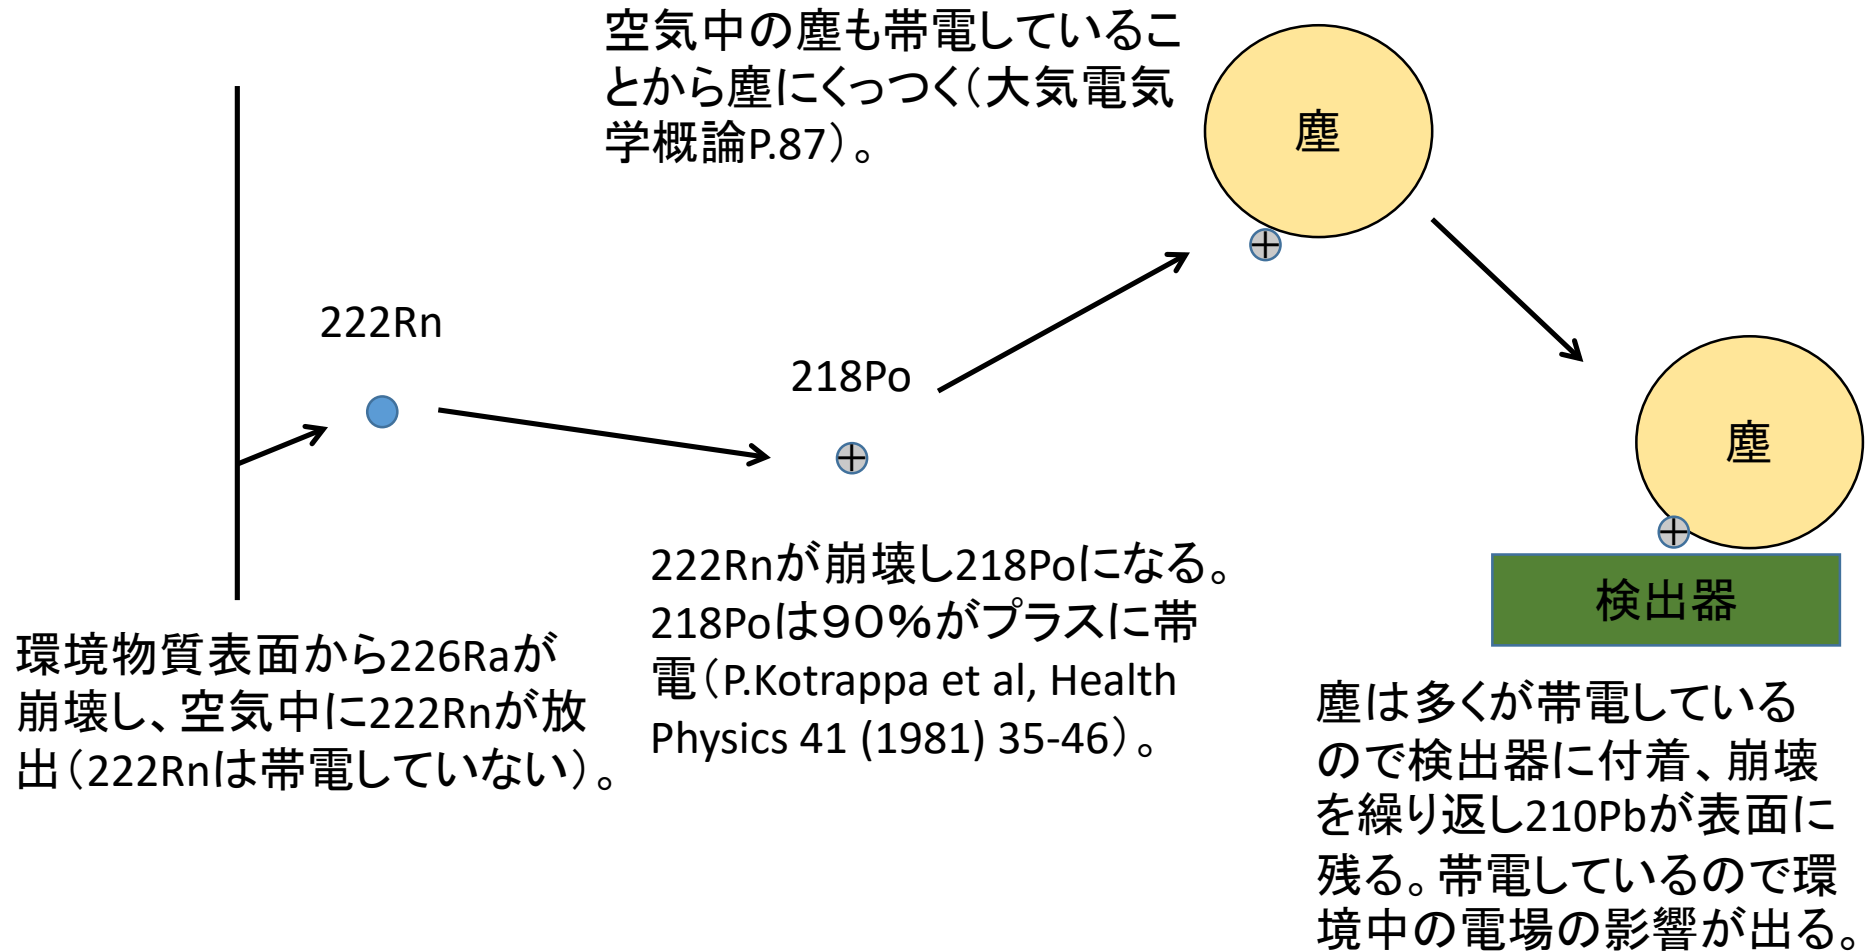 空気中の塵も帯電しているこ
とから塵にくっつく（大気電気
学概論P.87）。
塵
222Rn
218Po
塵
検出器
環境物質表面から226Raが
崩壊し、空気中に222Rnが放
出（222Rnは帯電していない）。
222Rnが崩壊し218Poになる。
218Poは９０％がプラスに帯
電（P.Kotrappa et al, Health
Physics 41 (1981) 35-46）。
塵は多くが帯電している
ので検出器に付着、崩壊
を繰り返し210Pbが表面に
残る。帯電しているので環
境中の電場の影響が出る。